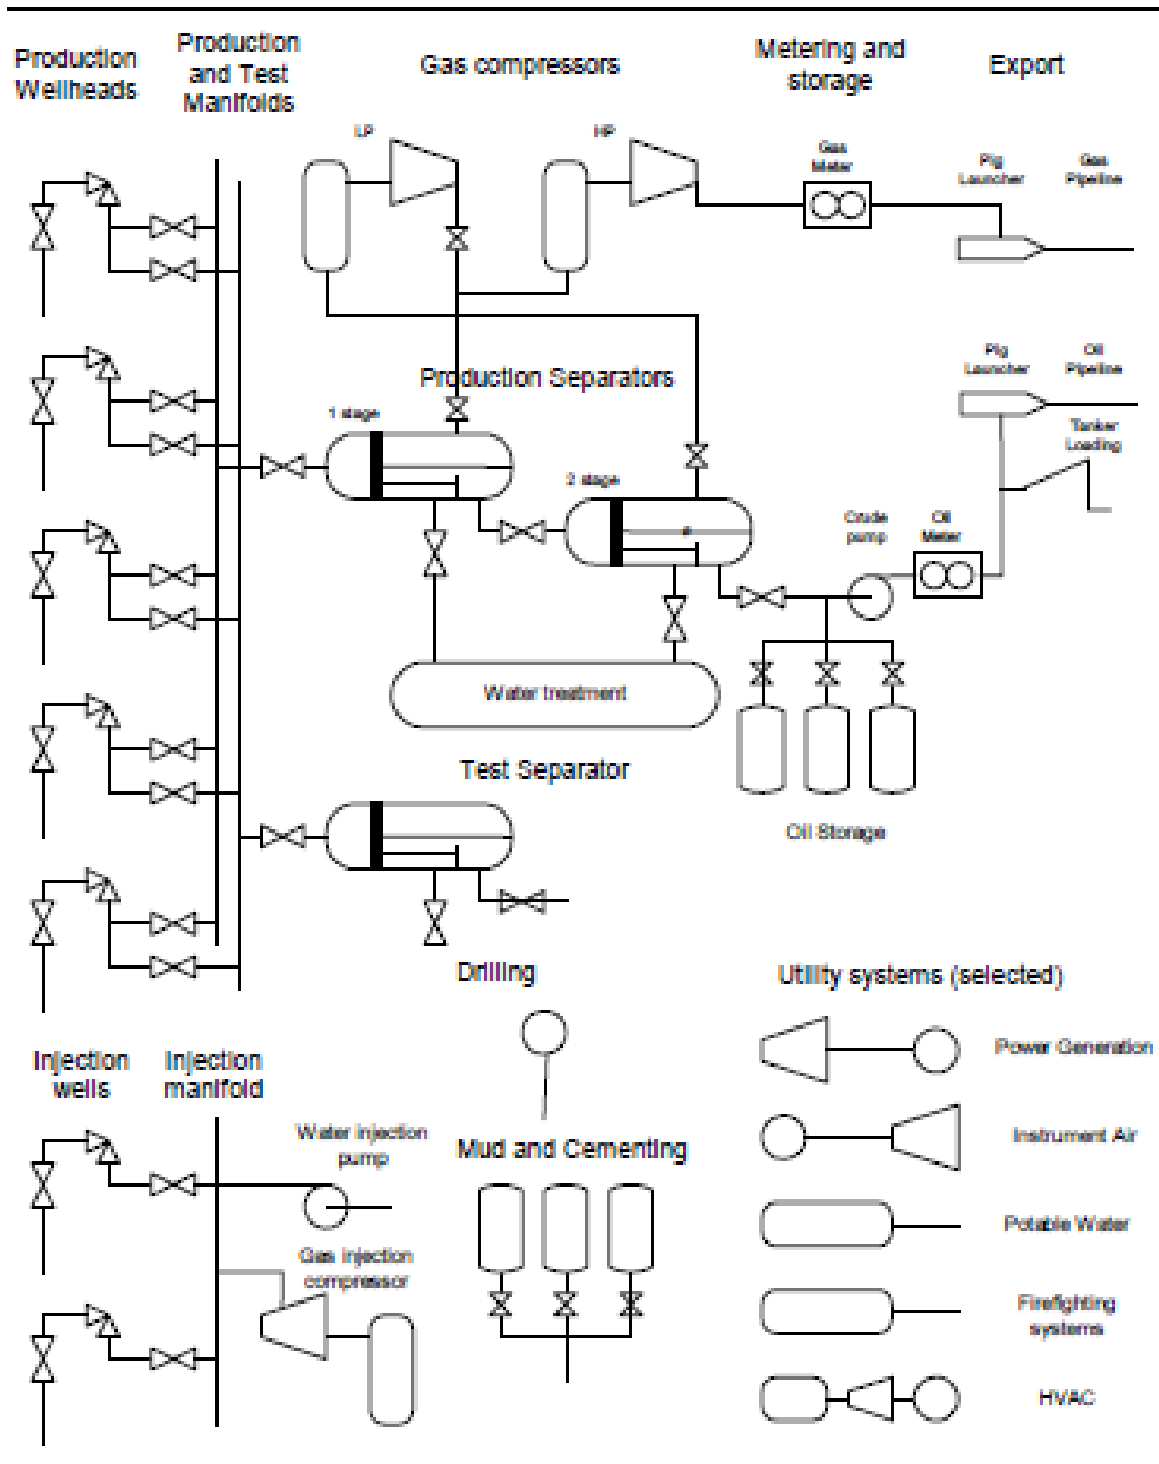 Production
Wellheads
Production
and Test
Manifolds
Gas compressors
Metering and
storage
Export
LP
HP
Gas
Meter
Pig
Launcher
Gas
Pipeline
Pig
Launcher
Oil
Pipeline
Tanker
Loading
Production Separators
1 stage
2 stage
Crude
pump
Oil
Meter
Water treatment
Test Separator
Oil Storage
Drilling
Utility systems (selected)
Power Generation
Injection
wells
Injection
manifold
Water injection
pump
Mud and Cementing
Instrument Air
Potable Water
Gas injection
compressor
Firefighting
systems
HVAC